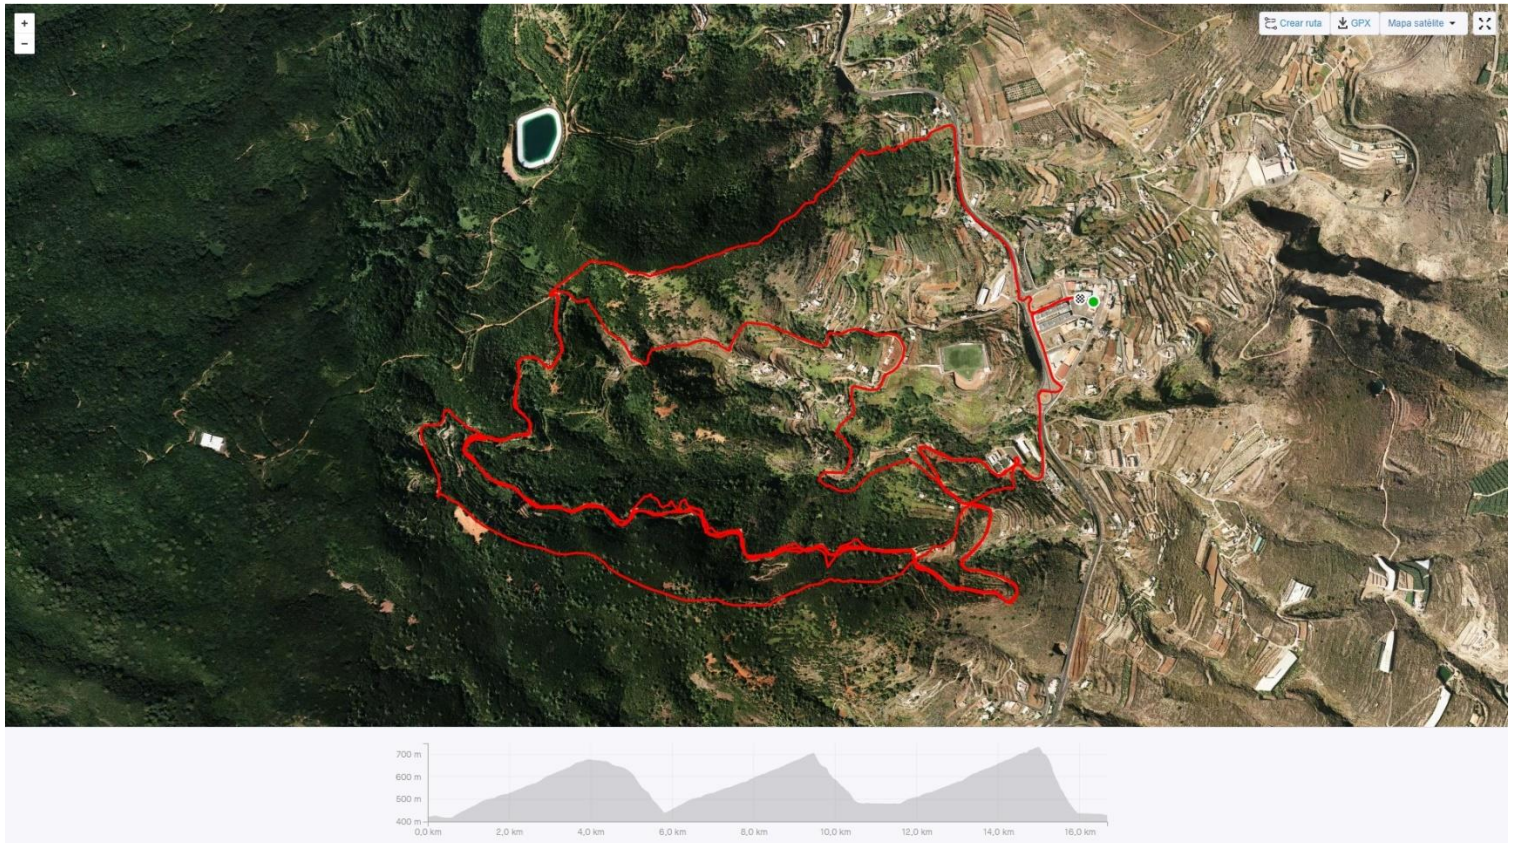 +
−
Crear ruta
GPX
Mapa satélite
700 m
600 m
500 m
400 m
0,0 km
2,0 km
4,0 km
6,0 km
8,0 km
10,0 km
12,0 km
14,0 km
16,0 km